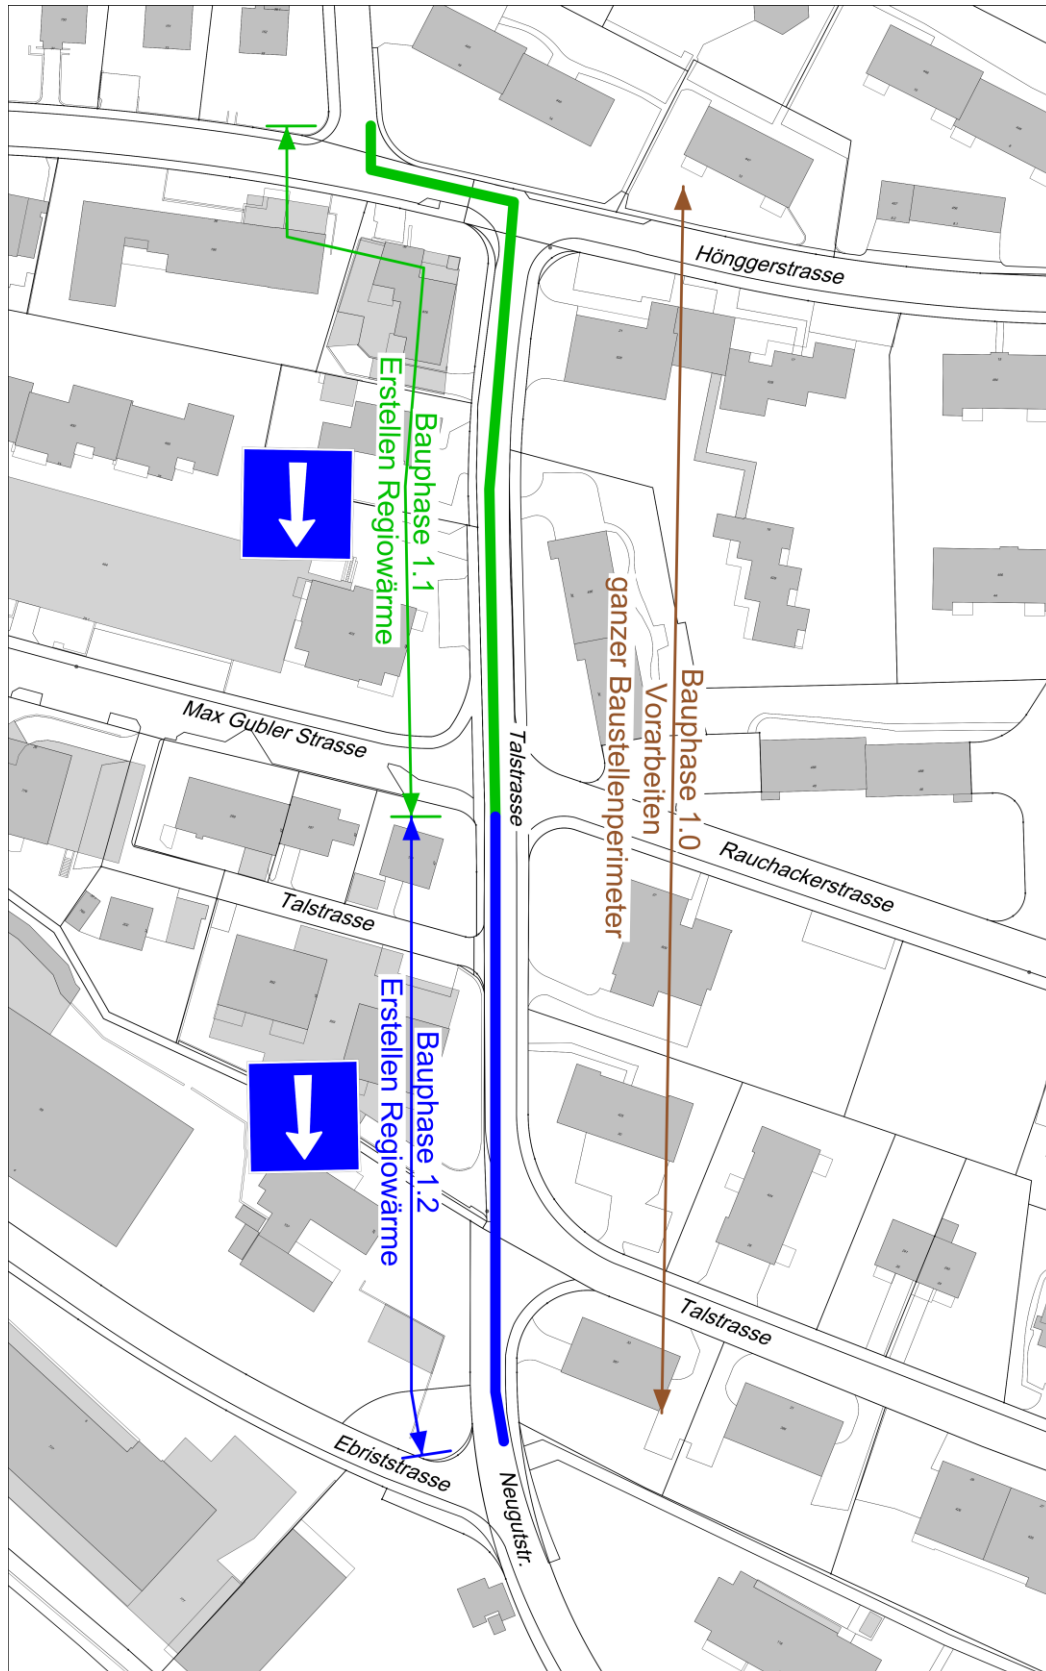 Hönggerstrasse
Bauphase 1.1
Erstellen Regiowärme
Bauphase 1.0
Vorarbeiten
ganzer Baustellenperimeter
Max Gubler Strasse
Talstrasse
Rauchackerstrasse
Talstrasse
Bauphase 1.2
Erstellen Regiowärme
Talstrasse
Ebriststrasse
Neugutstr.